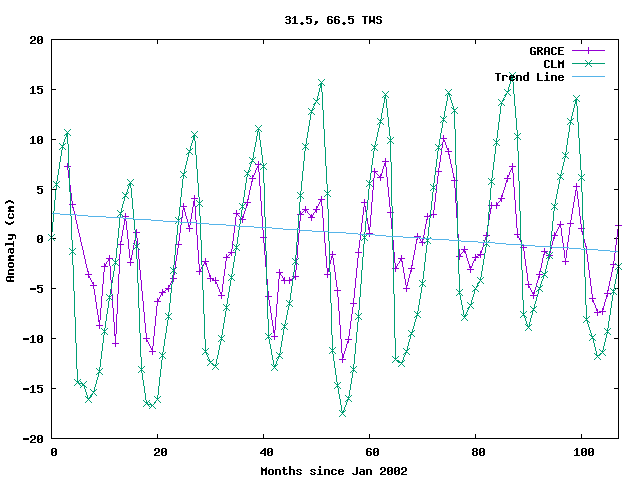 31.5, 66.5 TWS
GRACE
CLM
Trend Line
Anomaly (cm)
20
15
10
5
0
-5
-10
-15
-20
0 20 40 60 80 100
Months since Jan 2002